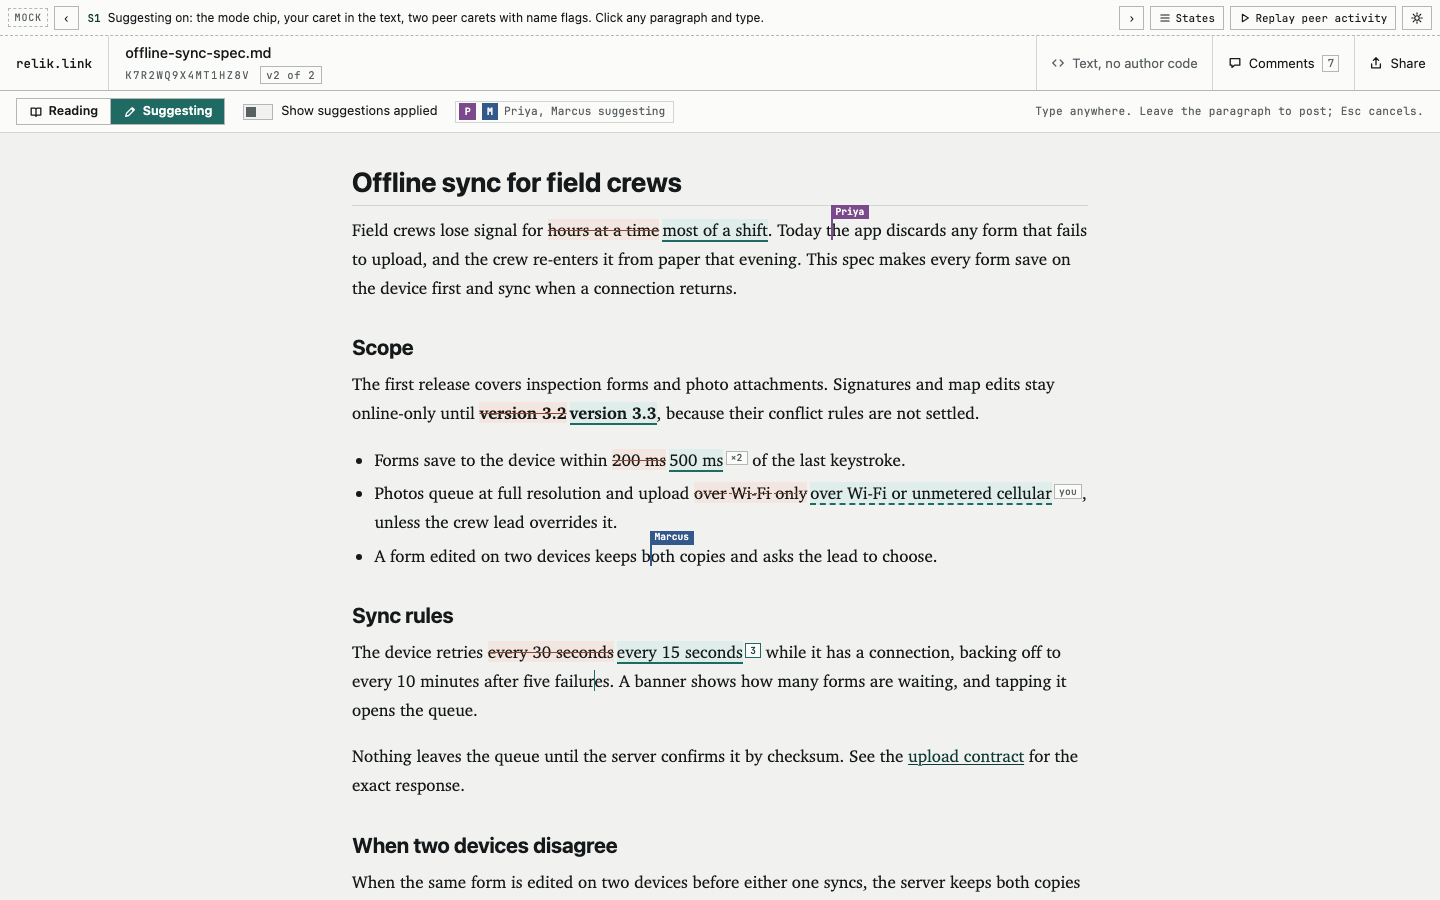 MOCK ‹ S1 Suggesting on: the mode chip, your caret in the text, two peer carets with name flags. Click any paragraph and type. › States Replay peer activity
relik.link
offline-sync-spec.md
K7R2WQ9X4MT1HZ8V v2 of 2
Text, no author code Comments 7 Share
Reading Suggesting Show suggestions applied P M Priya, Marcus suggesting Type anywhere. Leave the paragraph to post; Esc cancels.
Offline sync for field crews
Priya
Field crews lose signal for hours at a time most of a shift. Today the app discards any form that fails
to upload, and the crew re-enters it from paper that evening. This spec makes every form save on
the device first and sync when a connection returns.
Scope
The first release covers inspection forms and photo attachments. Signatures and map edits stay
online-only until version 3.2 version 3.3, because their conflict rules are not settled.
• Forms save to the device within 200 ms 500 ms ×2 of the last keystroke.
• Photos queue at full resolution and upload over Wi-Fi only over Wi-Fi or unmetered cellular you,
unless the crew lead overrides it.
Marcus
• A form edited on two devices keeps both copies and asks the lead to choose.
Sync rules
The device retries every 30 seconds every 15 seconds 3 while it has a connection, backing off to
every 10 minutes after five failures. A banner shows how many forms are waiting, and tapping it
opens the queue.
Nothing leaves the queue until the server confirms it by checksum. See the upload contract for the
exact response.
When two devices disagree
When the same form is edited on two devices before either one syncs, the server keeps both copies